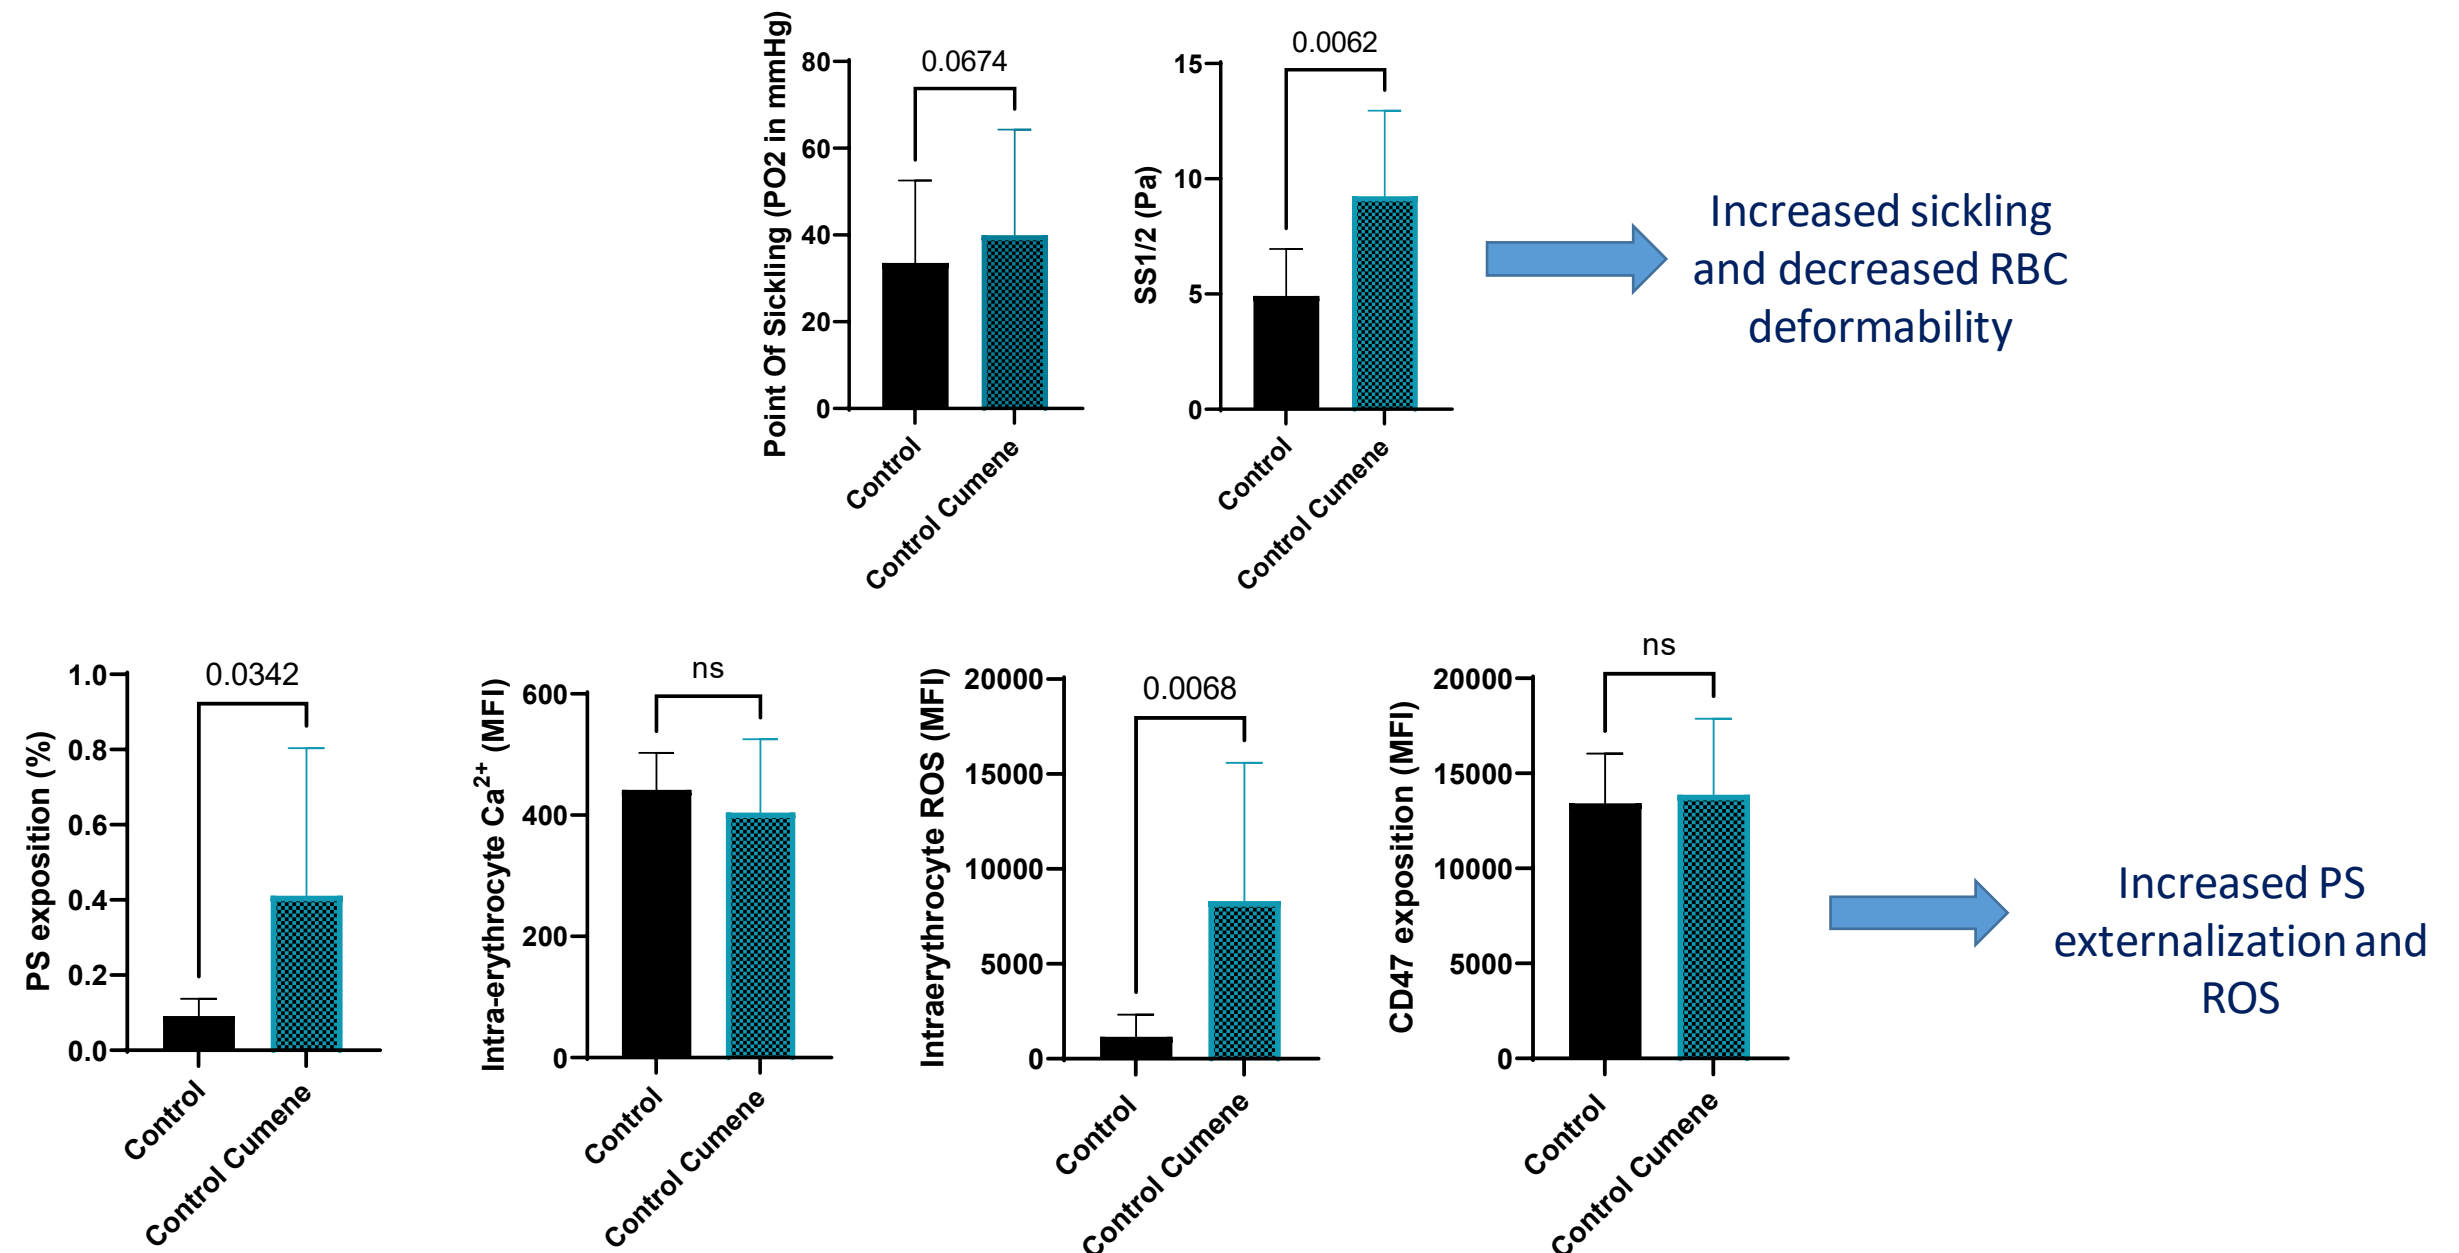 Point Of Sickling (PO2 in mmHg)
80
60
40
20
0
0.0674
Control
Control Cumene
SS1/2 (Pa)
15
10
5
0
0.0062
Control
Control Cumene
Increased sickling
and decreased RBC
deformability
PS exposition (%)
1.0
0.8
0.6
0.4
0.2
0.0
0.0342
Control
Control Cumene
Intra-erythrocyte Ca²⁺ (MFI)
600
400
200
0
ns
Control
Control Cumene
Intraerythrocyte ROS (MFI)
20000
15000
10000
5000
0
0.0068
Control
Control Cumene
CD47 exposition (MFI)
20000
15000
10000
5000
0
ns
Control
Control Cumene
Increased PS
externalization and
ROS